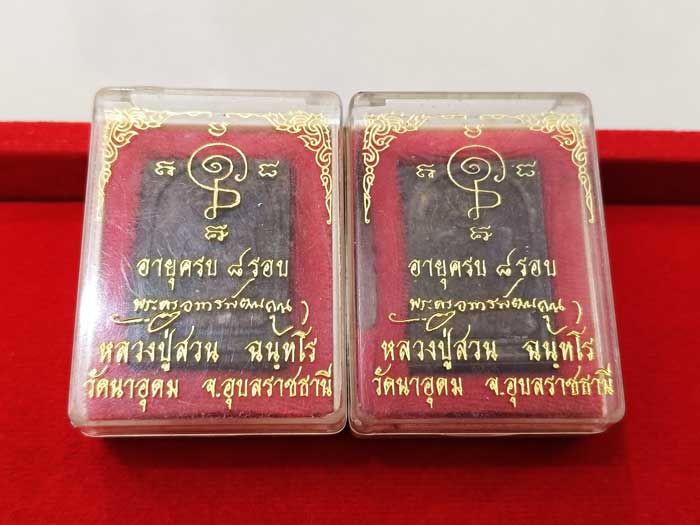 อายุครบ ๘ รอบ
หลวงปู่สวน ฉนฺทโร
วัดนาอุดม จ.อุบลราชธานี
อายุครบ ๘ รอบ
หลวงปู่สวน ฉนฺทโร
วัดนาอุดม จ.อุบลราชธานี